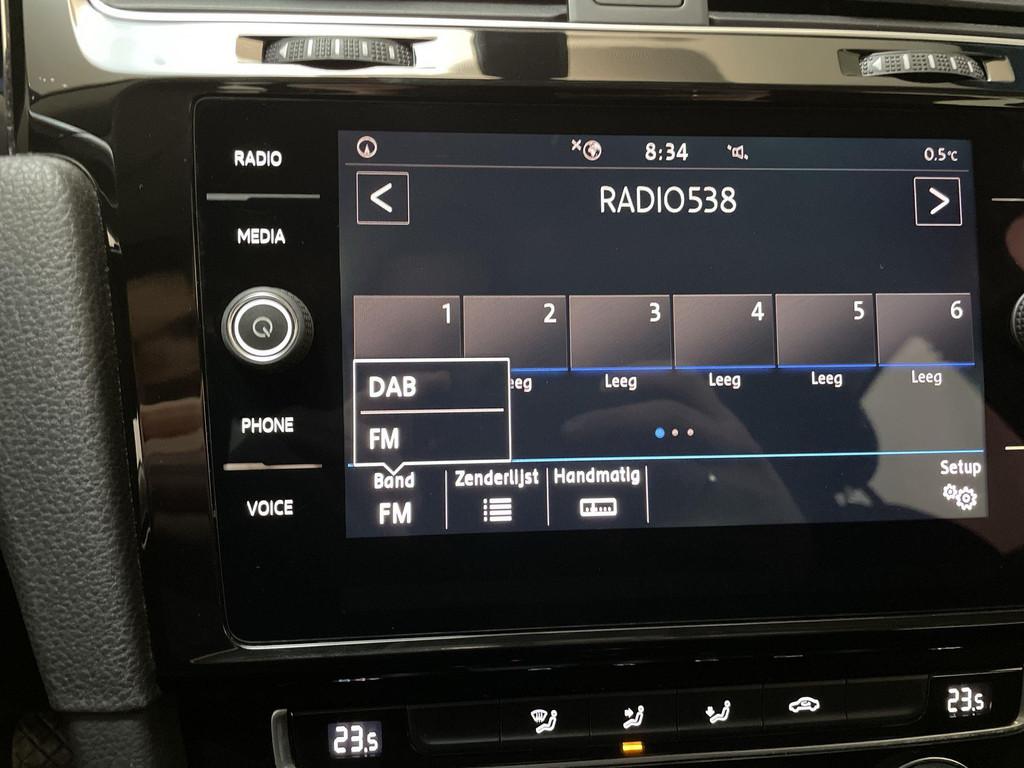 RADIO
MEDIA
PHONE
VOICE
8:34
0.5°C
<
RADIO538
>
1
2
3
4
5
6
eeg
Leeg
Leeg
Leeg
Leeg
DAB
FM
Band
FM
Zenderlijst
Handmatig
Setup
23.5
23.5